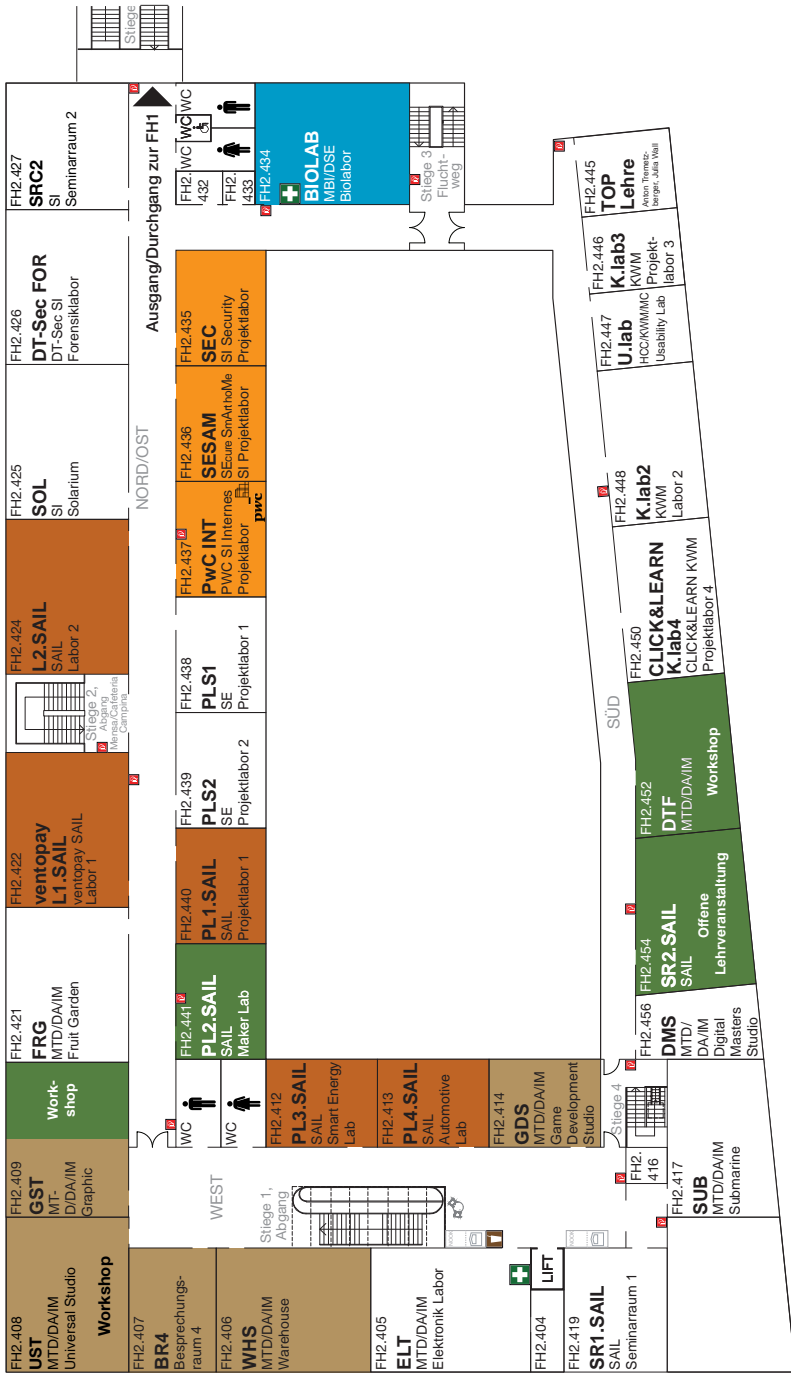 Stiege
FH2.427
SRC2
SI
Seminarraum 2
FH2.426
DT-Sec FOR
DT-Sec SI
Forensiklabor
FH2.425
SOL
SI
Solarium
FH2.424
L2.SAIL
SAIL
Labor 2
Stiege 2,
Abgang
Mensa/Cafeteria
Campina
FH2.422
ventopay
L1.SAIL
ventopay SAIL
Labor 1
FH2.421
FRG
MTD/DA/IM
Fruit Garden
Work-
shop
FH2.409
GST
MT-
D/DA/IM
Graphic
FH2.408
UST
MTD/DA/IM
Universal Studio
Workshop
Ausgang/Durchgang zur FH1
NORD/OST
WC
WC
WC
FH2.
432
FH2.
433
FH2.434
BIOLAB
MBI/DSE
Biolabor
Stiege 3
Flucht-
weg
FH2.435
SEC
SI Security
Projektlabor
FH2.436
SESAM
SEcure SmArthoMe
SI Projektlabor
FH2.437
PwC INT
PWC SI Internes
Projeklabor
pwc
FH2.438
PLS1
SE
Projektlabor 1
FH2.439
PLS2
SE
Projektlabor 2
FH2.440
PL1.SAIL
SAIL
Projektlabor 1
FH2.441
PL2.SAIL
SAIL
Maker Lab
WC
WC
FH2.412
PL3.SAIL
SAIL
Smart Energy
Lab
FH2.413
PL4.SAIL
SAIL
Automotive
Lab
FH2.414
GDS
MTD/DA/IM
Game
Development
Studio
WEST
Stiege 1,
Abgang
FH2.407
BR4
Besprechungs-
raum 4
FH2.406
WHS
MTD/DA/IM
Warehouse
FH2.405
ELT
MTD/DA/IM
Elektronik Labor
LIFT
FH2.404
FH2.419
SR1.SAIL
SAIL
Seminarraum 1
Stiege 4
FH2.
416
FH2.417
SUB
MTD/DA/IM
Submarine
SÜD
FH2.445
TOP
Lehre
Anton Tremetz-
berger, Julia Wall
FH2.446
K.lab3
KWM
Projekt-
labor 3
FH2.447
U.lab
HCC/KWM/MC
Usability Lab
FH2.448
K.lab2
KWM
Labor 2
FH2.450
CLICK&LEARN
K.lab4
CLICK&LEARN KWM
Projektlabor 4
FH2.452
DTF
MTD/DA/IM
Workshop
FH2.454
SR2.SAIL
SAIL
Offene
Lehrveranstaltung
FH2.456
DMS
MTD/
DA/IM
Digital
Masters
Studio